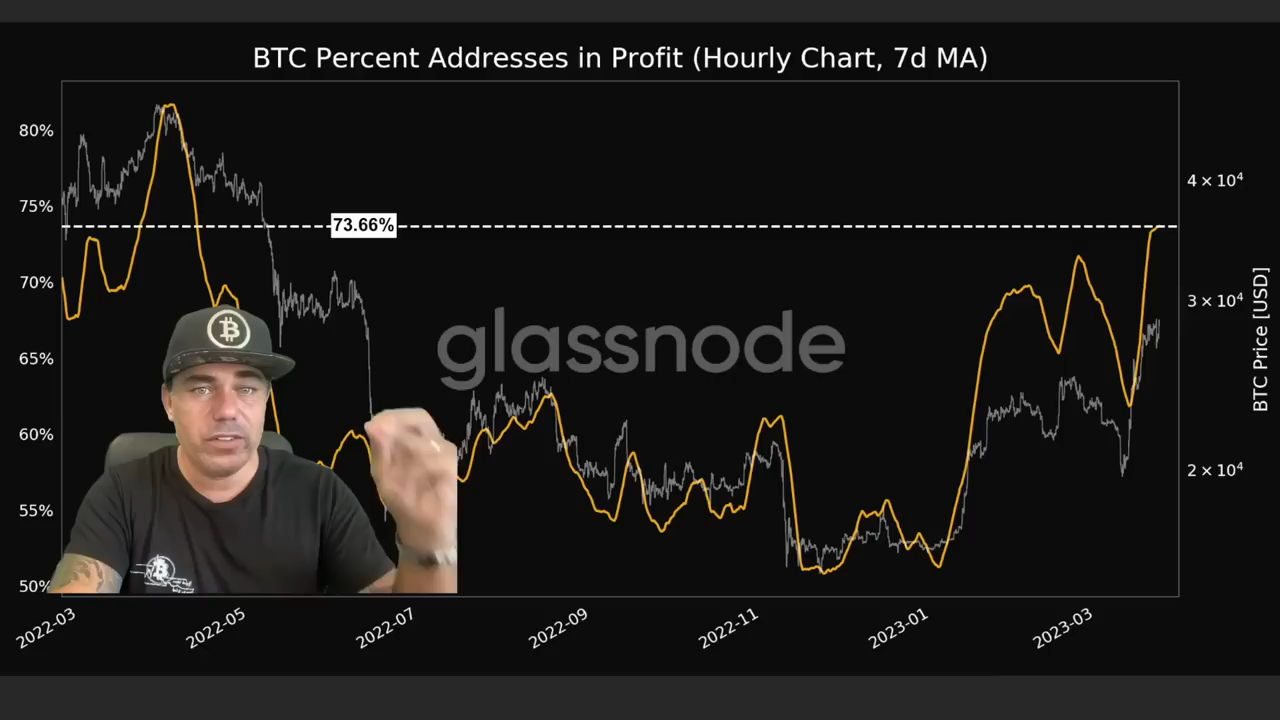 BTC Percent Addresses in Profit (Hourly Chart, 7d MA)
80%
75%
70%
65%
60%
55%
50%
73.66%
glassnode
4 × 10⁴
3 × 10⁴
2 × 10⁴
BTC Price [USD]
2022-03
2022-05
2022-07
2022-09
2022-11
2023-01
2023-03